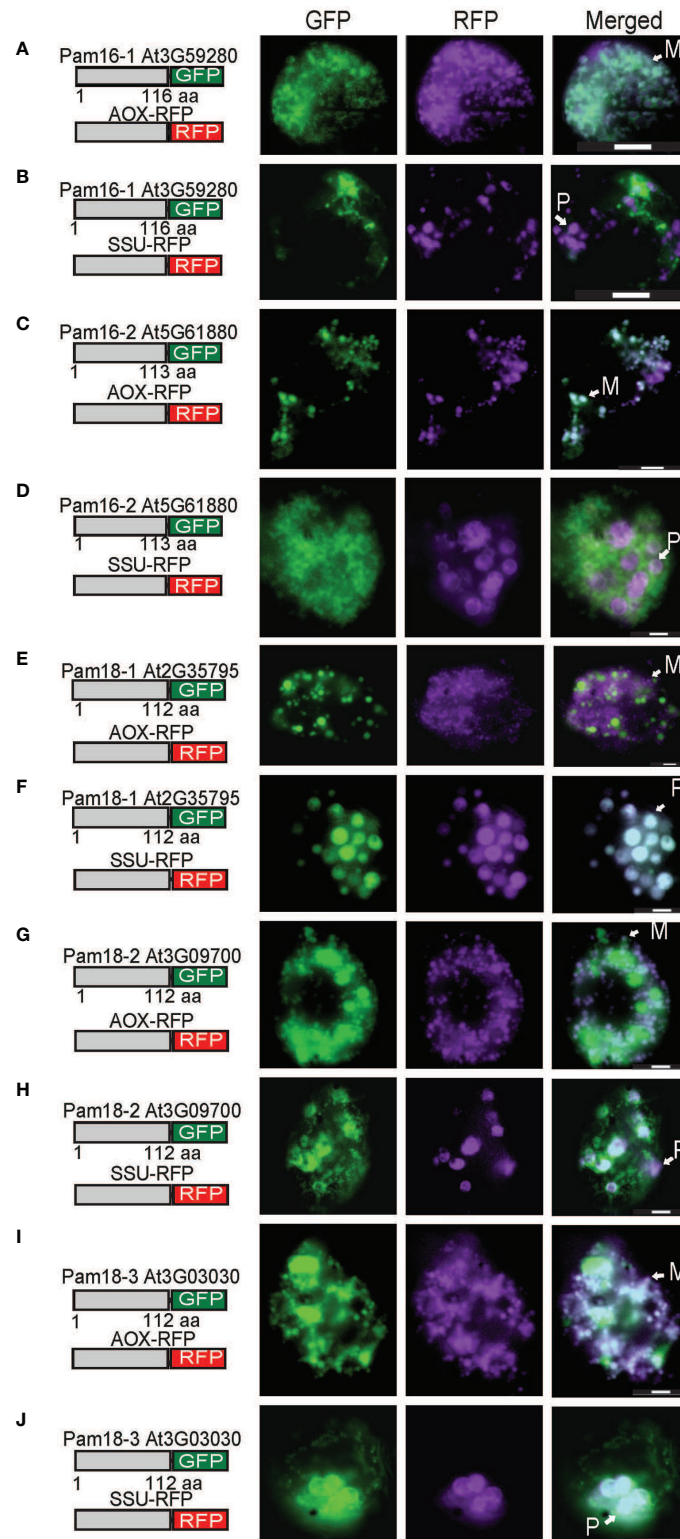 GFP RFP Merged
A
Pam16-1 At3G59280
GFP
1 116 aa
AOX-RFP
RFP
M
B
Pam16-1 At3G59280
GFP
1 116 aa
SSU-RFP
RFP
P
C
Pam16-2 At5G61880
GFP
1 113 aa
AOX-RFP
RFP
M
D
Pam16-2 At5G61880
GFP
1 113 aa
SSU-RFP
RFP
P
E
Pam18-1 At2G35795
GFP
1 112 aa
AOX-RFP
RFP
M
F
Pam18-1 At2G35795
GFP
1 112 aa
SSU-RFP
RFP
P
G
Pam18-2 At3G09700
GFP
1 112 aa
AOX-RFP
RFP
M
H
Pam18-2 At3G09700
GFP
1 112 aa
SSU-RFP
RFP
P
I
Pam18-3 At3G03030
GFP
1 112 aa
AOX-RFP
RFP
M
J
Pam18-3 At3G03030
GFP
1 112 aa
SSU-RFP
RFP
P